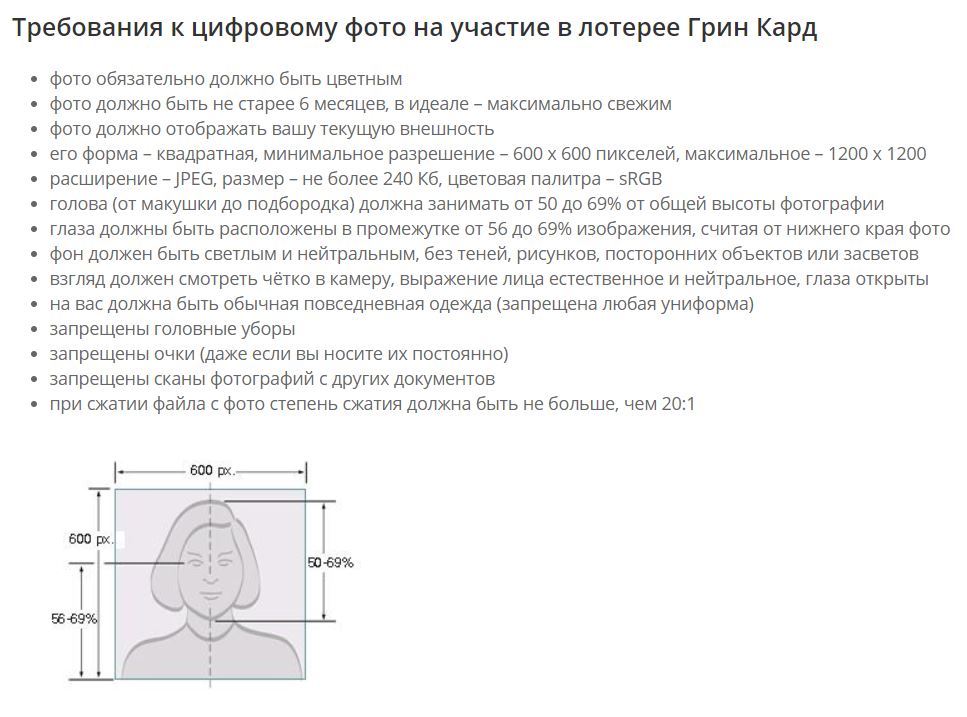 Требования к цифровому фото на участие в лотерее Грин Кард
• фото обязательно должно быть цветным
• фото должно быть не старее 6 месяцев, в идеале – максимально свежим
• фото должно отображать вашу текущую внешность
• его форма – квадратная, минимальное разрешение – 600 х 600 пикселей, максимальное – 1200 х 1200
• расширение – JPEG, размер – не более 240 Кб, цветовая палитра – sRGB
• голова (от макушки до подбородка) должна занимать от 50 до 69% от общей высоты фотографии
• глаза должны быть расположены в промежутке от 56 до 69% изображения, считая от нижнего края фото
• фон должен быть светлым и нейтральным, без теней, рисунков, посторонних объектов или засветов
• взгляд должен смотреть чётко в камеру, выражение лица естественное и нейтральное, глаза открыты
• на вас должна быть обычная повседневная одежда (запрещена любая униформа)
• запрещены головные уборы
• запрещены очки (даже если вы носите их постоянно)
• запрещены сканы фотографий с других документов
• при сжатии файла с фото степень сжатия должна быть не больше, чем 20:1
600 px.
600 px.
50-69%
56-69%